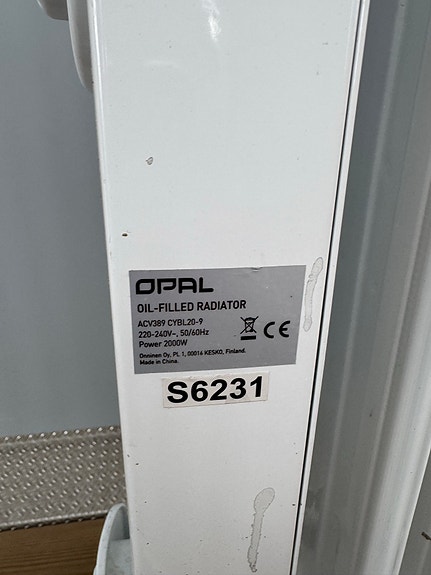 OPAL
OIL-FILLED RADIATOR
ACV389 CYBL20-9
220-240V~, 50/60Hz
Power 2000W
Onninen Oy, PL 1, 00016 KESKO, Finland.
Made in China.
CE
S6231